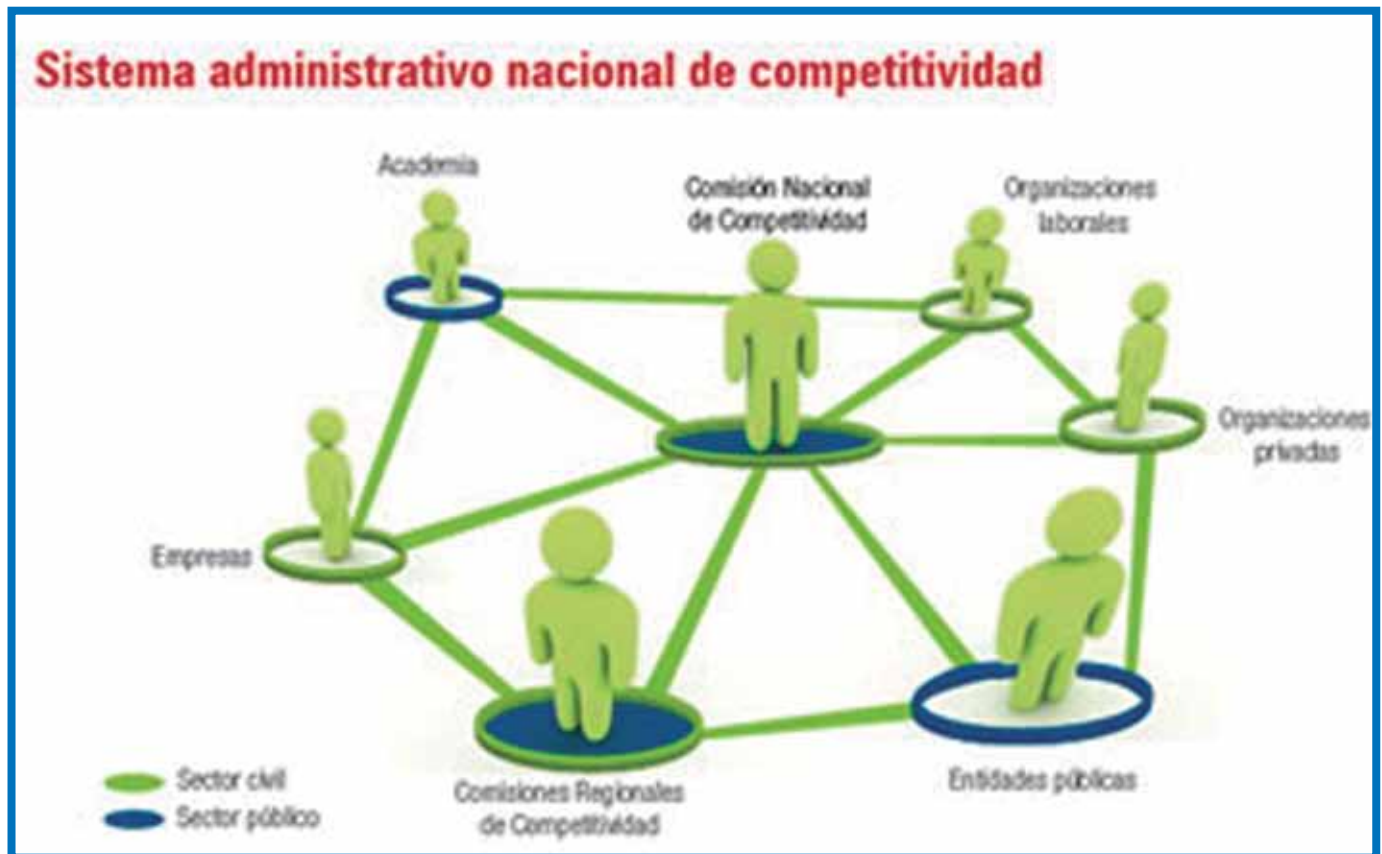 Sistema administrativo nacional de competitividad
Academia
Comisión Nacional
de Competitividad
Organizaciones
laborales
Organizaciones
privadas
Empresas
Sector civil
Sector público
Comisiones Regionales
de Competitividad
Entidades públicas